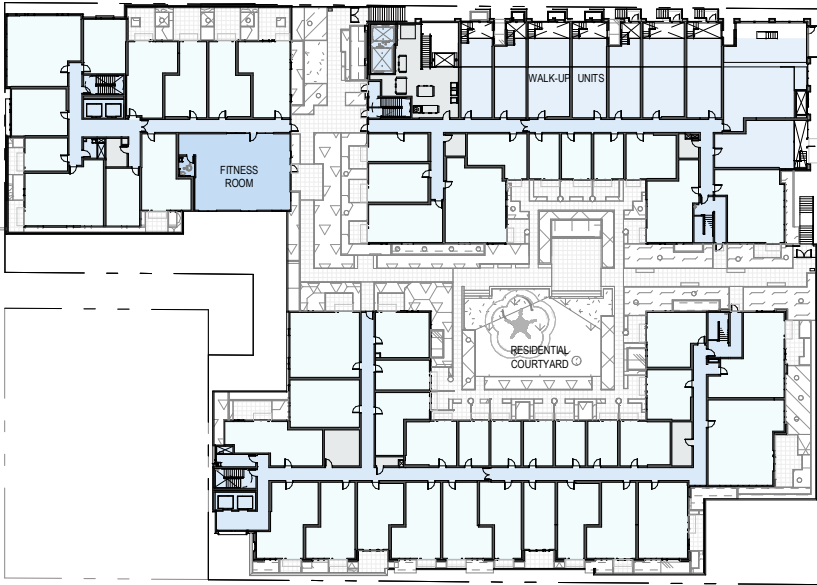 WALK-UP UNITS
FITNESS
ROOM
RESIDENTIAL
COURTYARD